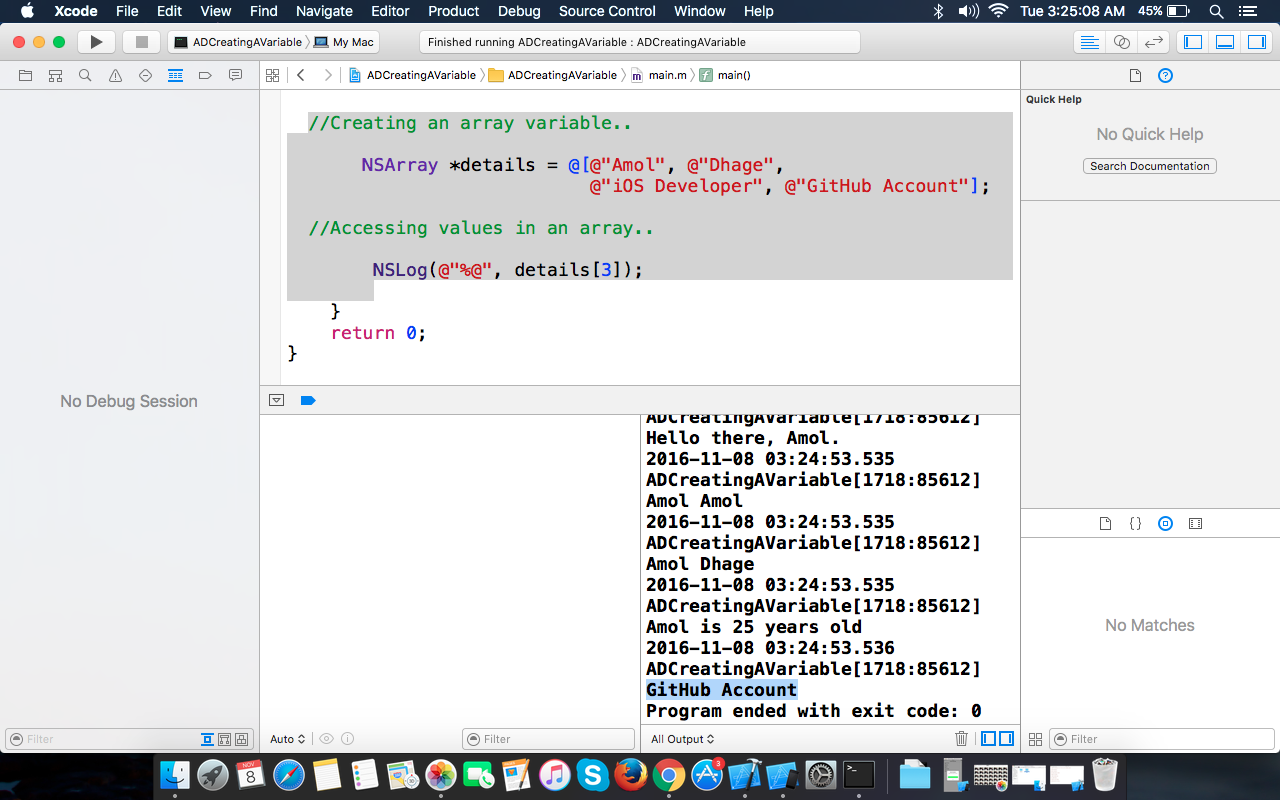 Xcode File Edit View Find Navigate Editor Product Debug Source Control Window Help Tue 3:25:08 AM 45%
ADCreatingAVariable My Mac Finished running ADCreatingAVariable : ADCreatingAVariable
ADCreatingAVariable ADCreatingAVariable m main.m f main()
No Debug Session
//Creating an array variable..
NSArray *details = @[@"Amol", @"Dhage",
@"iOS Developer", @"GitHub Account"];
//Accessing values in an array..
NSLog(@"%@", details[3]);
}
return 0;
}
Quick Help
No Quick Help
Search Documentation
ADCreatingAVariable[1718:85612]
Hello there, Amol.
2016-11-08 03:24:53.535
ADCreatingAVariable[1718:85612]
Amol Amol
2016-11-08 03:24:53.535
ADCreatingAVariable[1718:85612]
Amol Dhage
2016-11-08 03:24:53.535
ADCreatingAVariable[1718:85612]
Amol is 25 years old
2016-11-08 03:24:53.536
ADCreatingAVariable[1718:85612]
GitHub Account
Program ended with exit code: 0
{}
No Matches
Filter
Auto
Filter
All Output
Filter
NOV
8
3